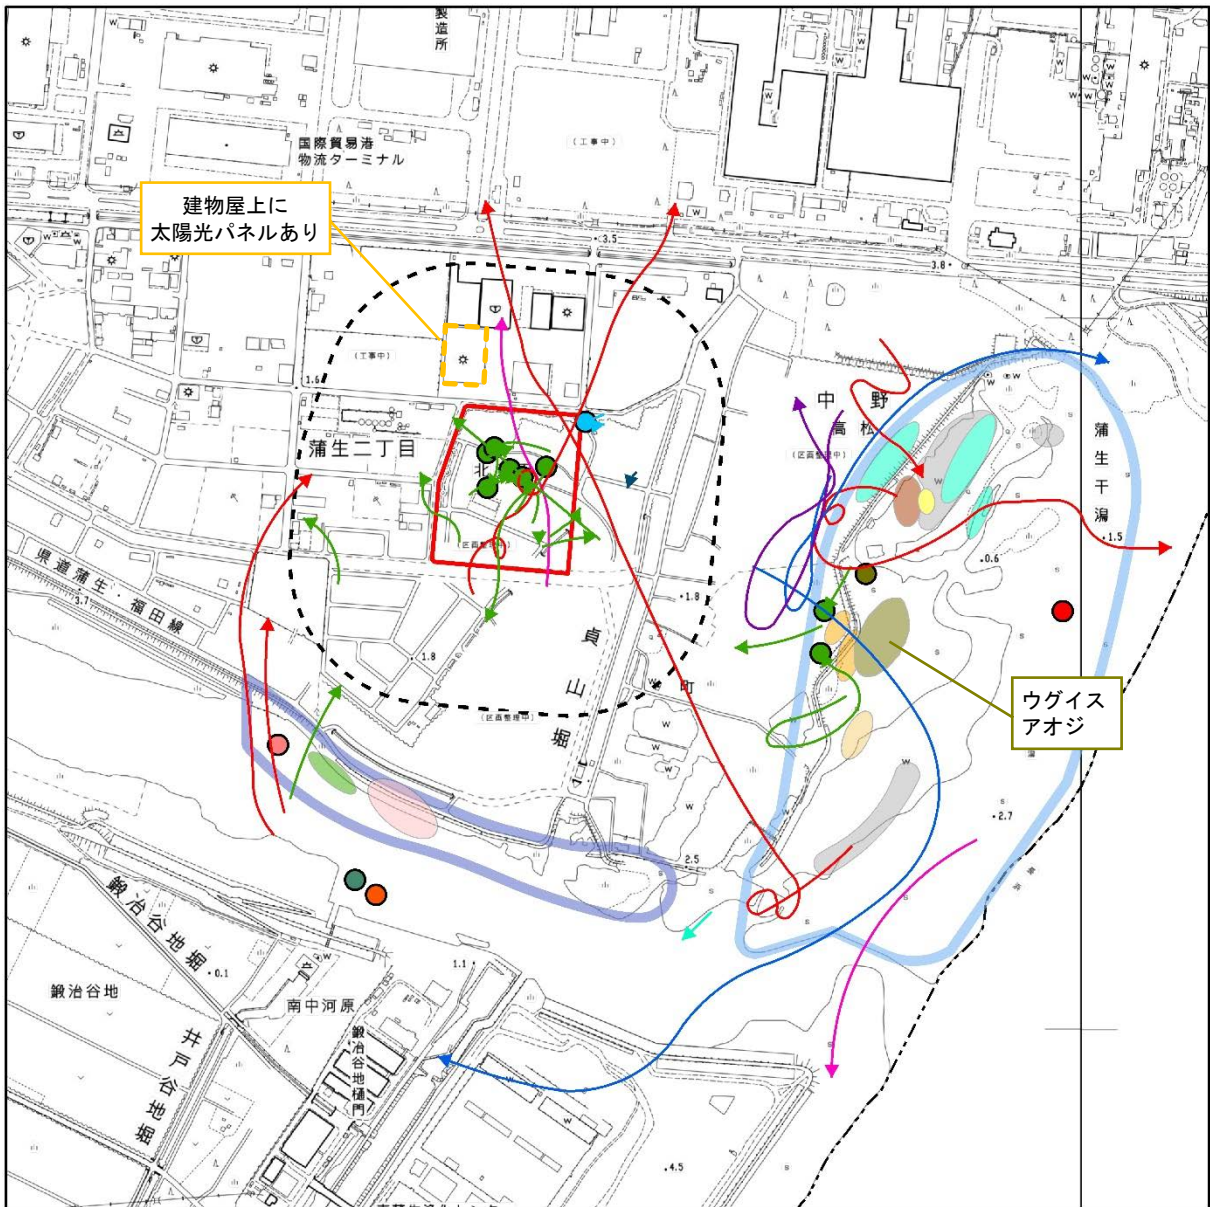 製造所
国際貿易港
物流ターミナル
(工事中)
建物屋上に
太陽光パネルあり
3.5
3.8
(工事中)
1.6
中野
高松
(区画整理中)
蒲生二丁目
北
蒲生干潟
1.5
(区画整理中)
0.6
県道蒲生・福田線
3.7
1.8
1.8
貞山堀
町
(区画整理中)
ウグイス
アオジ
2.7
2.5
鍛冶谷地堀
0.1
1.1
鍛冶谷地
南中河原
井戸谷地堀
鍛冶谷地樋門
4.5